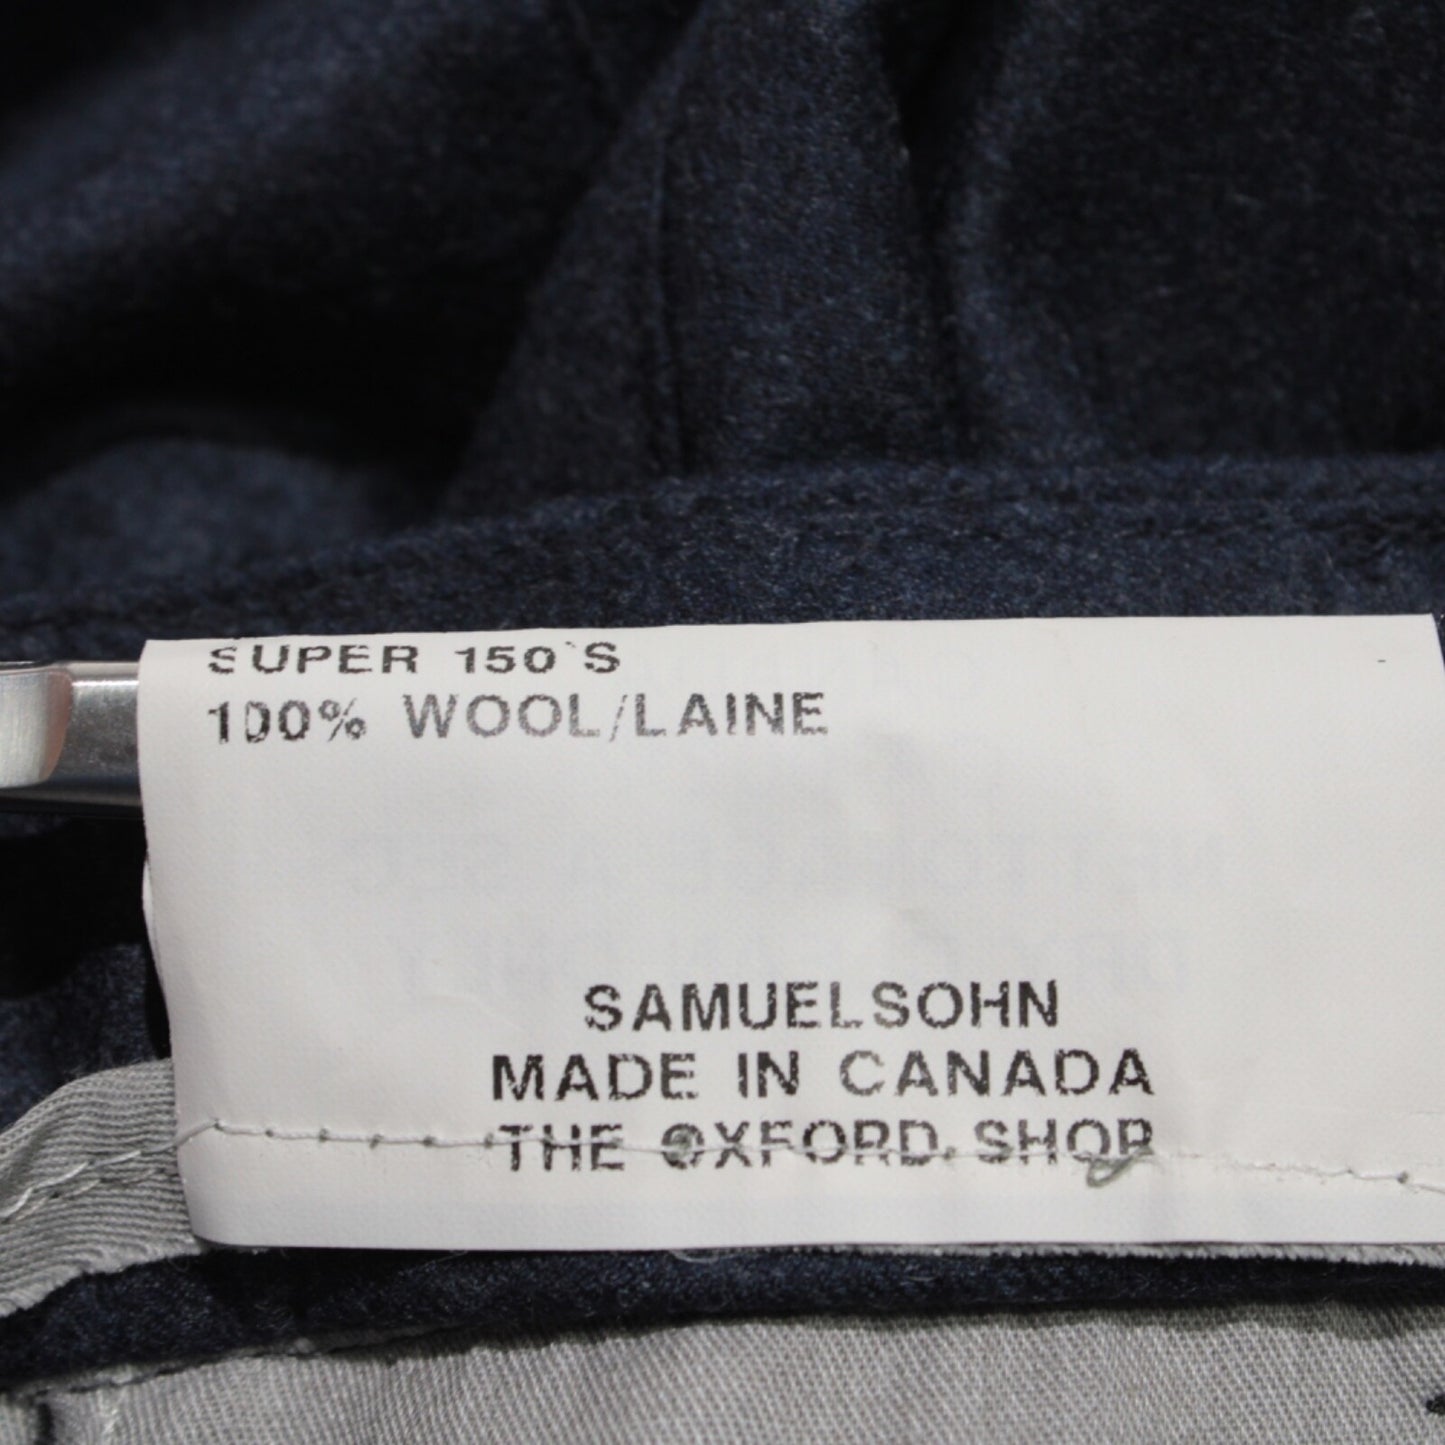 SUPER 150`S
100% WOOL/LAINE
SAMUELSOHN
MADE IN CANADA
THE OXFORD SHOP